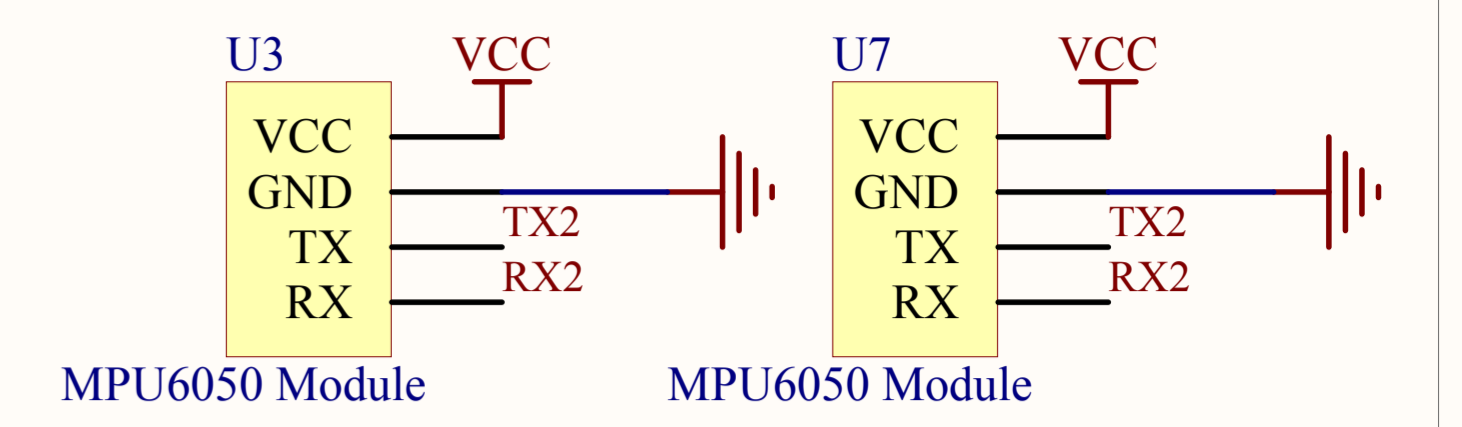 U3
VCC
VCC
GND
TX
RX
TX2
RX2
MPU6050 Module
U7
VCC
VCC
GND
TX
RX
TX2
RX2
MPU6050 Module